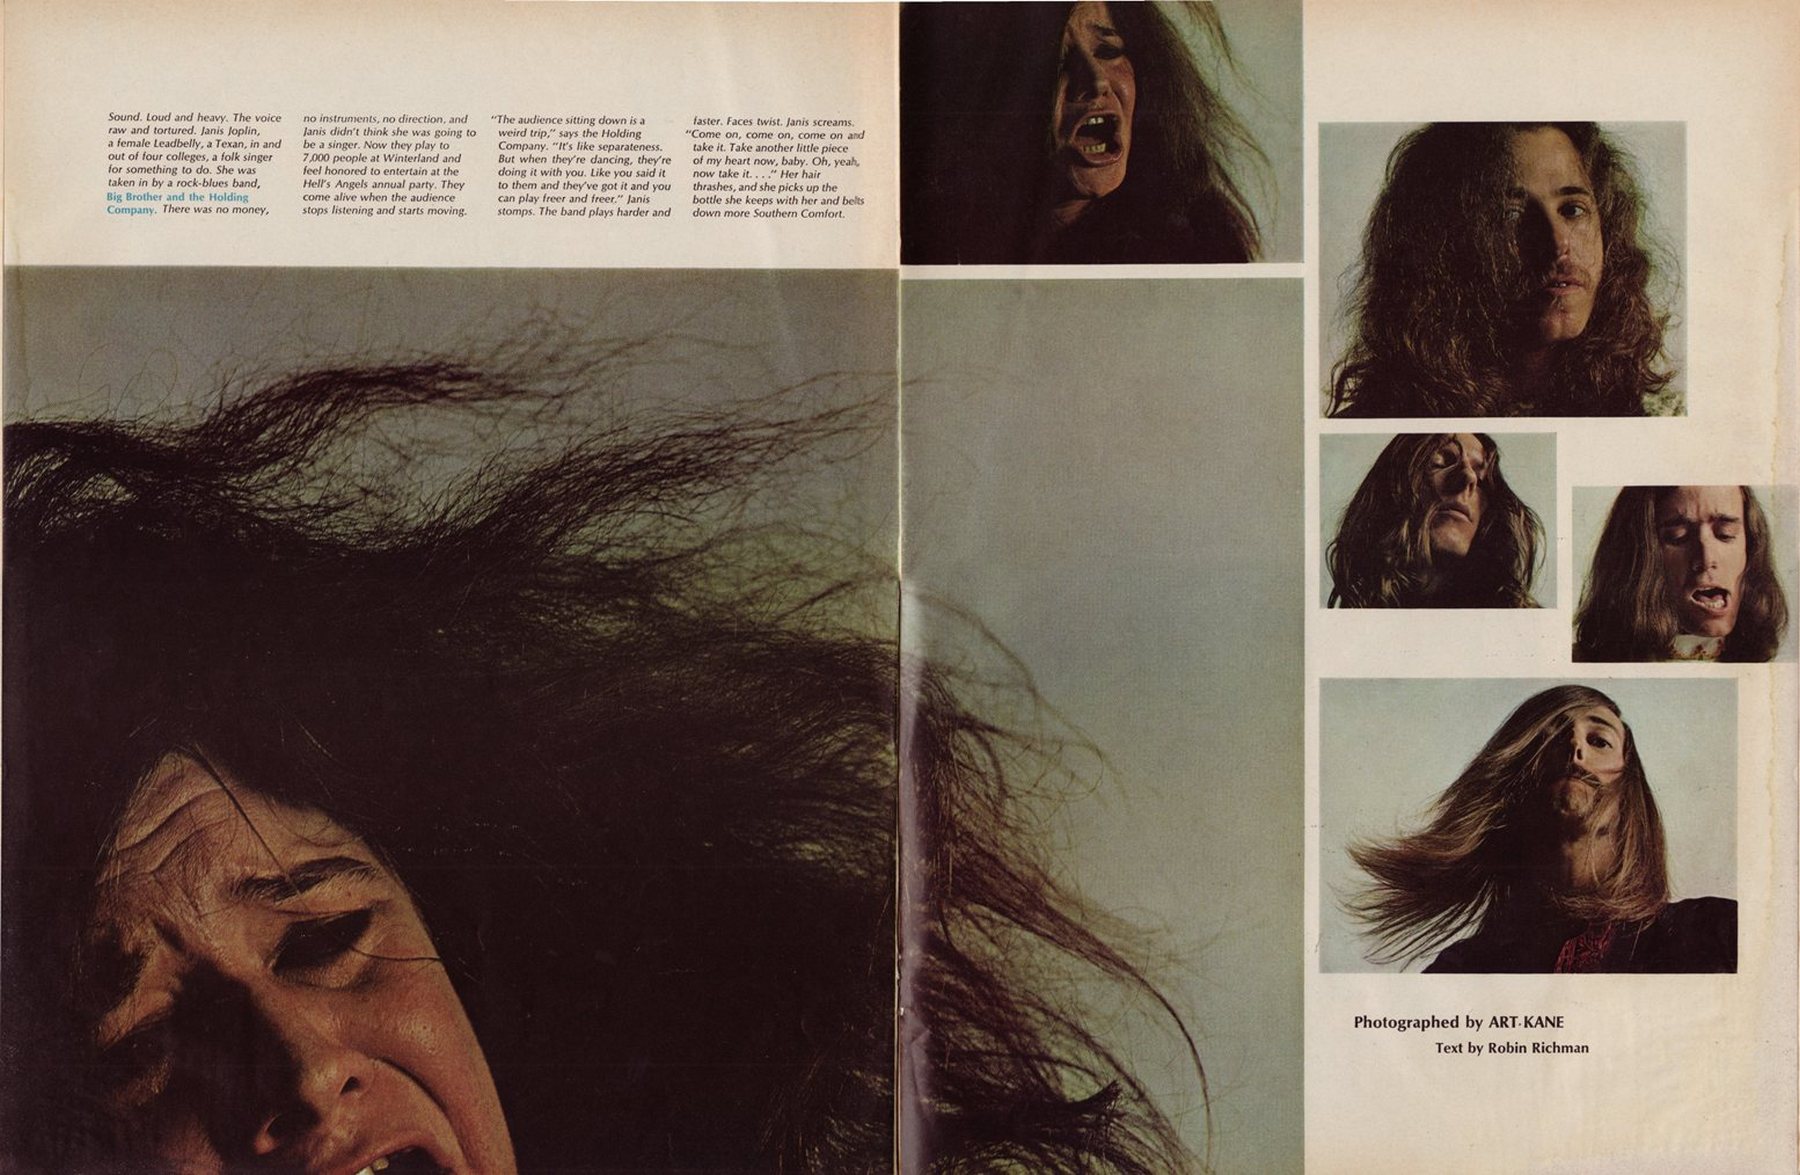 Sound. Loud and heavy. The voice
raw and tortured. Janis Joplin,
a female Leadbelly, a Texan, in and
out of four colleges, a folk singer
for something to do. She was
taken in by a rock-blues band,
Big Brother and the Holding
Company. There was no money,
no instruments, no direction, and
Janis didn't think she was going to
be a singer. Now they play to
7,000 people at Winterland and
feel honored to entertain at the
Hell's Angels annual party. They
come alive when the audience
stops listening and starts moving.
"The audience sitting down is a
weird trip," says the Holding
Company. "It's like separateness.
But when they're dancing, they're
doing it with you. Like you said it
to them and they've got it and you
can play freer and freer." Janis
stomps. The band plays harder and
faster. Faces twist. Janis screams.
"Come on, come on, come on and
take it. Take another little piece
of my heart now, baby. Oh, yeah,
now take it. . . ." Her hair
thrashes, and she picks up the
bottle she keeps with her and belts
down more Southern Comfort.
Photographed by ART KANE
Text by Robin Richman